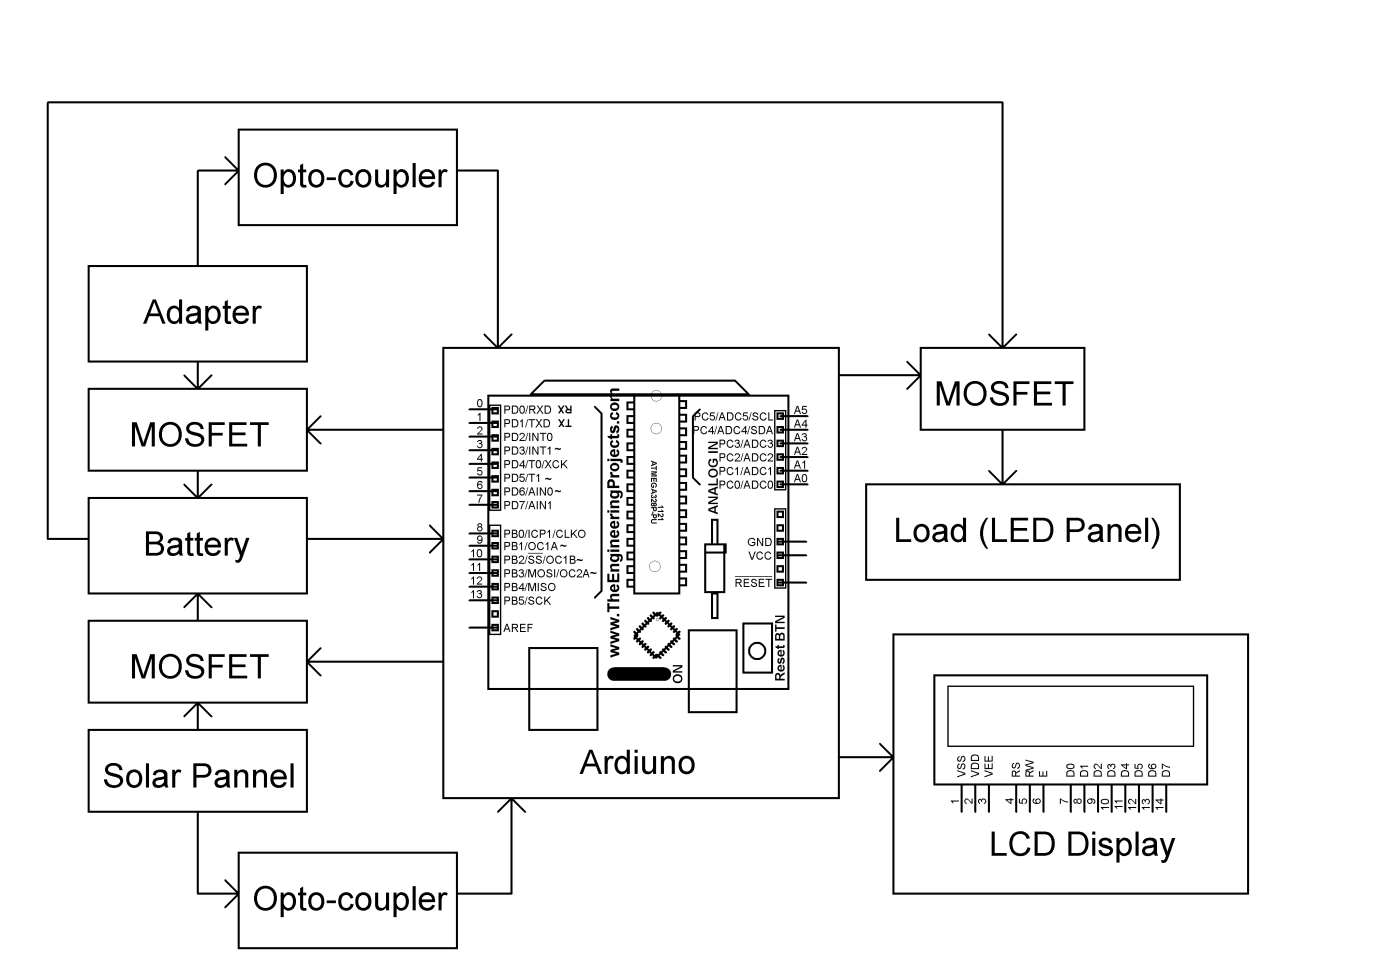 Opto-coupler
Adapter
MOSFET
Battery
MOSFET
Solar Pannel
Opto-coupler
0
1
2
3
4
5
6
7
8
9
10
11
12
13
PD0/RXD RX
PD1/TXD TX
PD2/INT0
PD3/INT1~
PD4/T0/XCK
PD5/T1 ~
PD6/AIN0~
PD7/AIN1
PB0/ICP1/CLKO
PB1/OC1A~
PB2/SS/OC1B~
PB3/MOSI/OC2A~
PB4/MISO
PB5/SCK
AREF
www.TheEngineeringProjects.com
ATMEGA328P-PU
1121
ON
ANALOG IN
PC5/ADC5/SCL
PC4/ADC4/SDA
PC3/ADC3
PC2/ADC2
PC1/ADC1
PC0/ADC0
A5
A4
A3
A2
A1
A0
GND
VCC
RESET
Reset BTN
Ardiuno
MOSFET
Load (LED Panel)
VSS
VDD
VEE
RS
RW
E
D0
D1
D2
D3
D4
D5
D6
D7
1
2
3
4
5
6
7
8
9
10
11
12
13
14
LCD Display